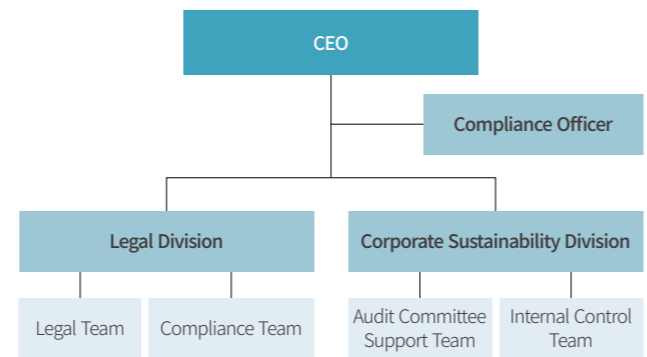 CEO
Compliance Officer
Legal Division
Corporate Sustainability Division
Legal Team
Compliance Team
Audit Committee
Support Team
Internal Control
Team